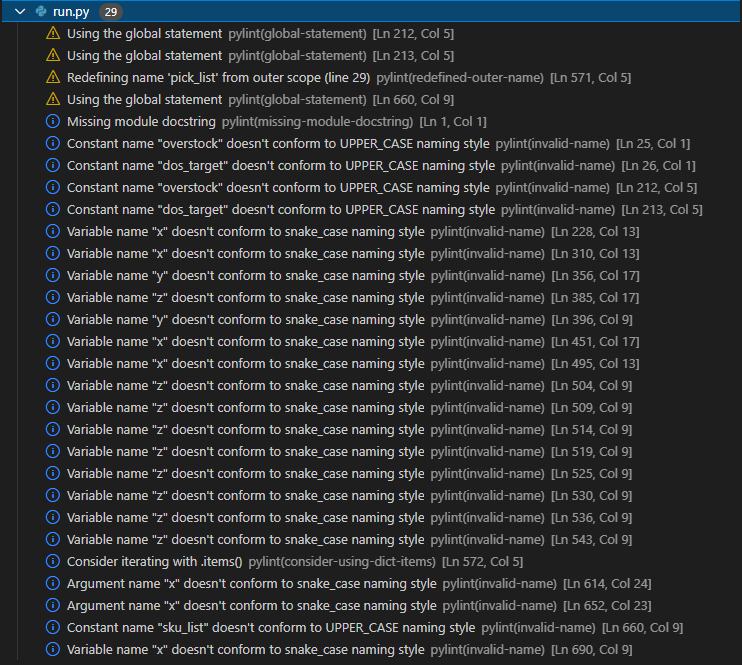 run.py 29
Using the global statement pylint(global-statement) [Ln 212, Col 5]
Using the global statement pylint(global-statement) [Ln 213, Col 5]
Redefining name 'pick_list' from outer scope (line 29) pylint(redefined-outer-name) [Ln 571, Col 5]
Using the global statement pylint(global-statement) [Ln 660, Col 9]
Missing module docstring pylint(missing-module-docstring) [Ln 1, Col 1]
Constant name "overstock" doesn't conform to UPPER_CASE naming style pylint(invalid-name) [Ln 25, Col 1]
Constant name "dos_target" doesn't conform to UPPER_CASE naming style pylint(invalid-name) [Ln 26, Col 1]
Constant name "overstock" doesn't conform to UPPER_CASE naming style pylint(invalid-name) [Ln 212, Col 5]
Constant name "dos_target" doesn't conform to UPPER_CASE naming style pylint(invalid-name) [Ln 213, Col 5]
Variable name "x" doesn't conform to snake_case naming style pylint(invalid-name) [Ln 228, Col 13]
Variable name "x" doesn't conform to snake_case naming style pylint(invalid-name) [Ln 310, Col 13]
Variable name "y" doesn't conform to snake_case naming style pylint(invalid-name) [Ln 356, Col 17]
Variable name "z" doesn't conform to snake_case naming style pylint(invalid-name) [Ln 385, Col 17]
Variable name "y" doesn't conform to snake_case naming style pylint(invalid-name) [Ln 396, Col 9]
Variable name "x" doesn't conform to snake_case naming style pylint(invalid-name) [Ln 451, Col 17]
Variable name "x" doesn't conform to snake_case naming style pylint(invalid-name) [Ln 495, Col 13]
Variable name "z" doesn't conform to snake_case naming style pylint(invalid-name) [Ln 504, Col 9]
Variable name "z" doesn't conform to snake_case naming style pylint(invalid-name) [Ln 509, Col 9]
Variable name "z" doesn't conform to snake_case naming style pylint(invalid-name) [Ln 514, Col 9]
Variable name "z" doesn't conform to snake_case naming style pylint(invalid-name) [Ln 519, Col 9]
Variable name "z" doesn't conform to snake_case naming style pylint(invalid-name) [Ln 525, Col 9]
Variable name "z" doesn't conform to snake_case naming style pylint(invalid-name) [Ln 530, Col 9]
Variable name "z" doesn't conform to snake_case naming style pylint(invalid-name) [Ln 536, Col 9]
Variable name "z" doesn't conform to snake_case naming style pylint(invalid-name) [Ln 543, Col 9]
Consider iterating with .items() pylint(consider-using-dict-items) [Ln 572, Col 5]
Argument name "x" doesn't conform to snake_case naming style pylint(invalid-name) [Ln 614, Col 24]
Argument name "x" doesn't conform to snake_case naming style pylint(invalid-name) [Ln 652, Col 23]
Constant name "sku_list" doesn't conform to UPPER_CASE naming style pylint(invalid-name) [Ln 660, Col 9]
Variable name "x" doesn't conform to snake_case naming style pylint(invalid-name) [Ln 690, Col 9]